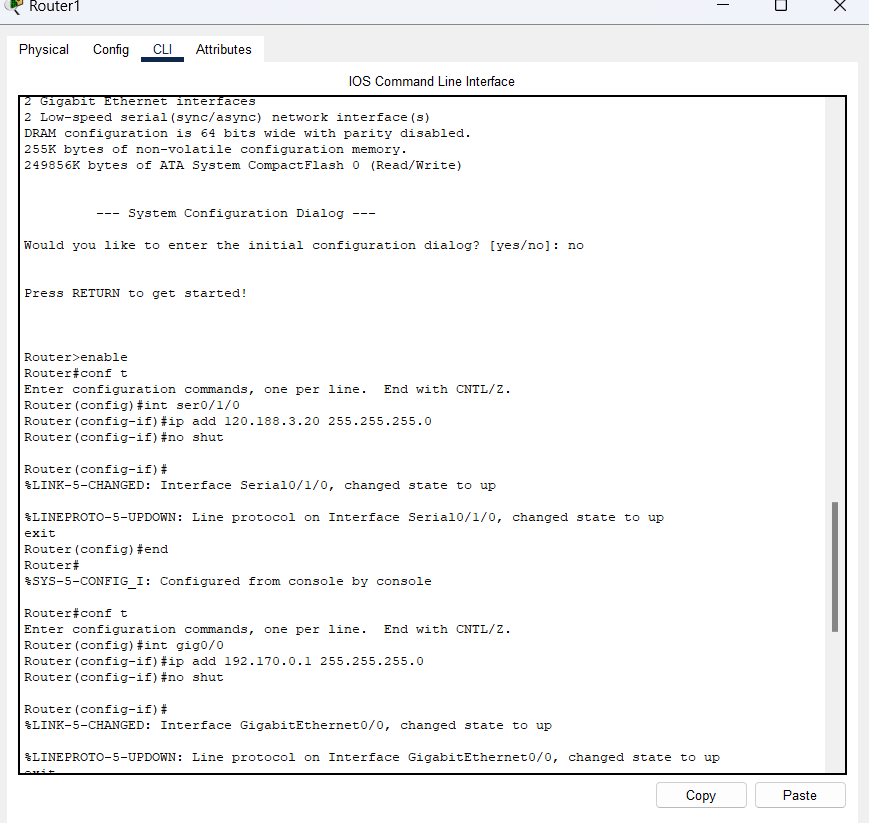 Router1
Physical Config CLI Attributes
IOS Command Line Interface
2 Gigabit Ethernet interfaces
2 Low-speed serial(sync/async) network interface(s)
DRAM configuration is 64 bits wide with parity disabled.
255K bytes of non-volatile configuration memory.
249856K bytes of ATA System CompactFlash 0 (Read/Write)
--- System Configuration Dialog ---
Would you like to enter the initial configuration dialog? [yes/no]: no
Press RETURN to get started!
Router>enable
Router#conf t
Enter configuration commands, one per line.  End with CNTL/Z.
Router(config)#int ser0/1/0
Router(config-if)#ip add 120.188.3.20 255.255.255.0
Router(config-if)#no shut
Router(config-if)#
%LINK-5-CHANGED: Interface Serial0/1/0, changed state to up
%LINEPROTO-5-UPDOWN: Line protocol on Interface Serial0/1/0, changed state to up
exit
Router(config)#end
Router#
%SYS-5-CONFIG_I: Configured from console by console
Router#conf t
Enter configuration commands, one per line.  End with CNTL/Z.
Router(config)#int gig0/0
Router(config-if)#ip add 192.170.0.1 255.255.255.0
Router(config-if)#no shut
Router(config-if)#
%LINK-5-CHANGED: Interface GigabitEthernet0/0, changed state to up
%LINEPROTO-5-UPDOWN: Line protocol on Interface GigabitEthernet0/0, changed state to up
exit
Copy Paste